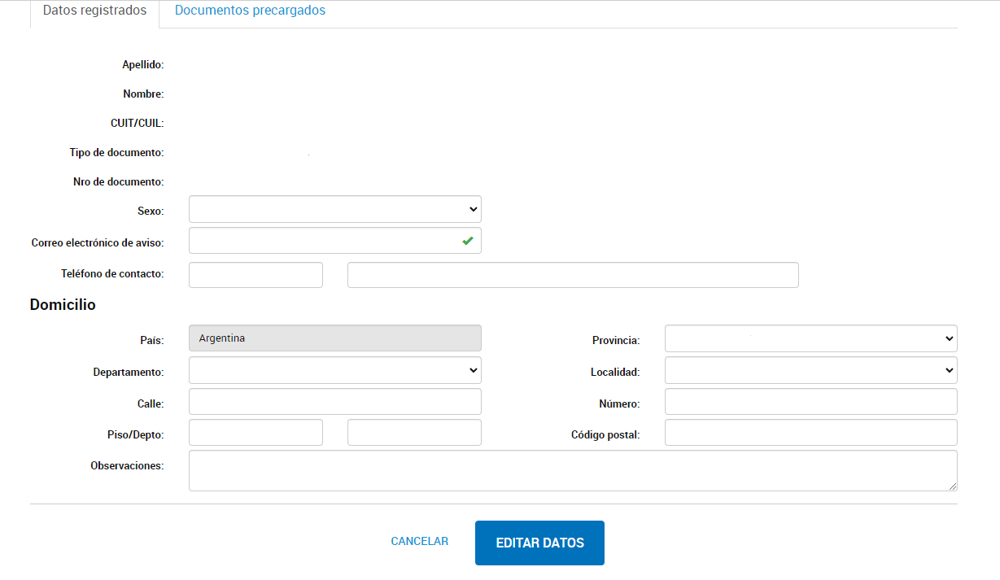 Datos registrados Documentos precargados
Apellido:
Nombre:
CUIT/CUIL:
Tipo de documento:
Nro de documento:
Sexo:
Correo electrónico de aviso:
Teléfono de contacto:
Domicilio
País: Argentina Provincia:
Departamento: Localidad:
Calle: Número:
Piso/Depto: Código postal:
Observaciones:
CANCELAR EDITAR DATOS